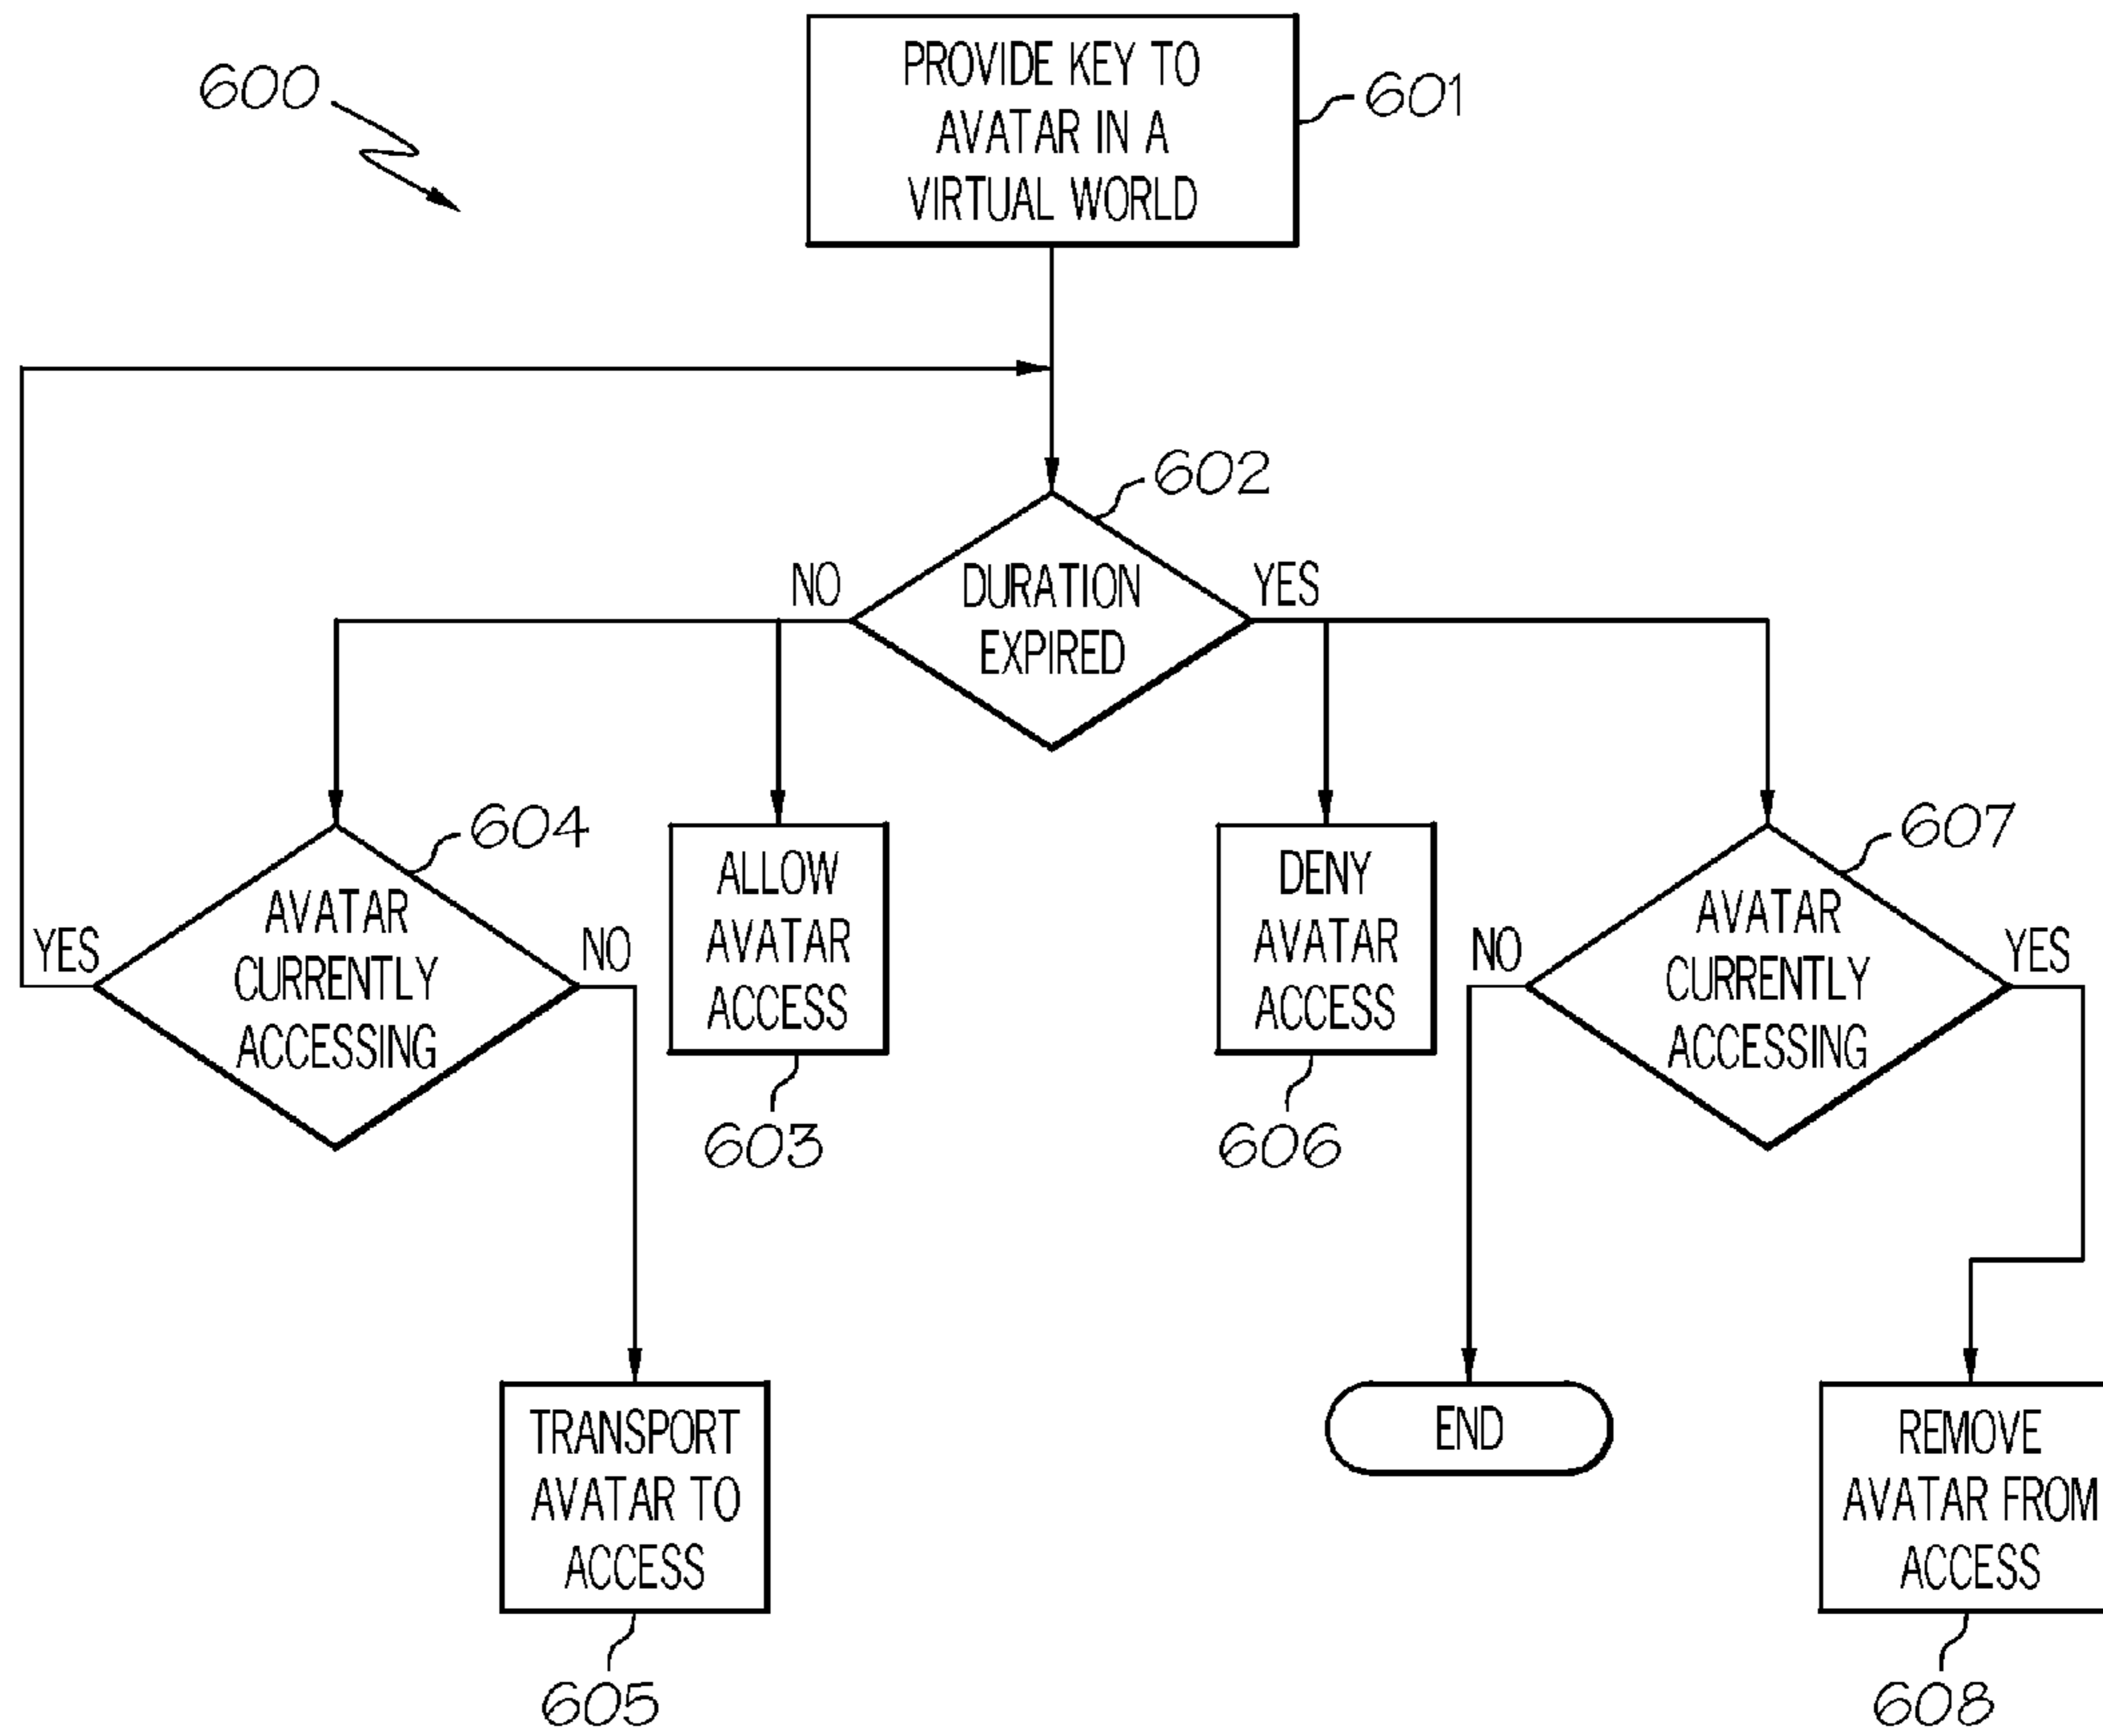 600
PROVIDE KEY TO
AVATAR IN A
VIRTUAL WORLD
601
602
NO
DURATION
EXPIRED
YES
604
YES
AVATAR
CURRENTLY
ACCESSING
NO
ALLOW
AVATAR
ACCESS
603
DENY
AVATAR
ACCESS
606
607
NO
AVATAR
CURRENTLY
ACCESSING
YES
TRANSPORT
AVATAR TO
ACCESS
605
END
REMOVE
AVATAR FROM
ACCESS
608